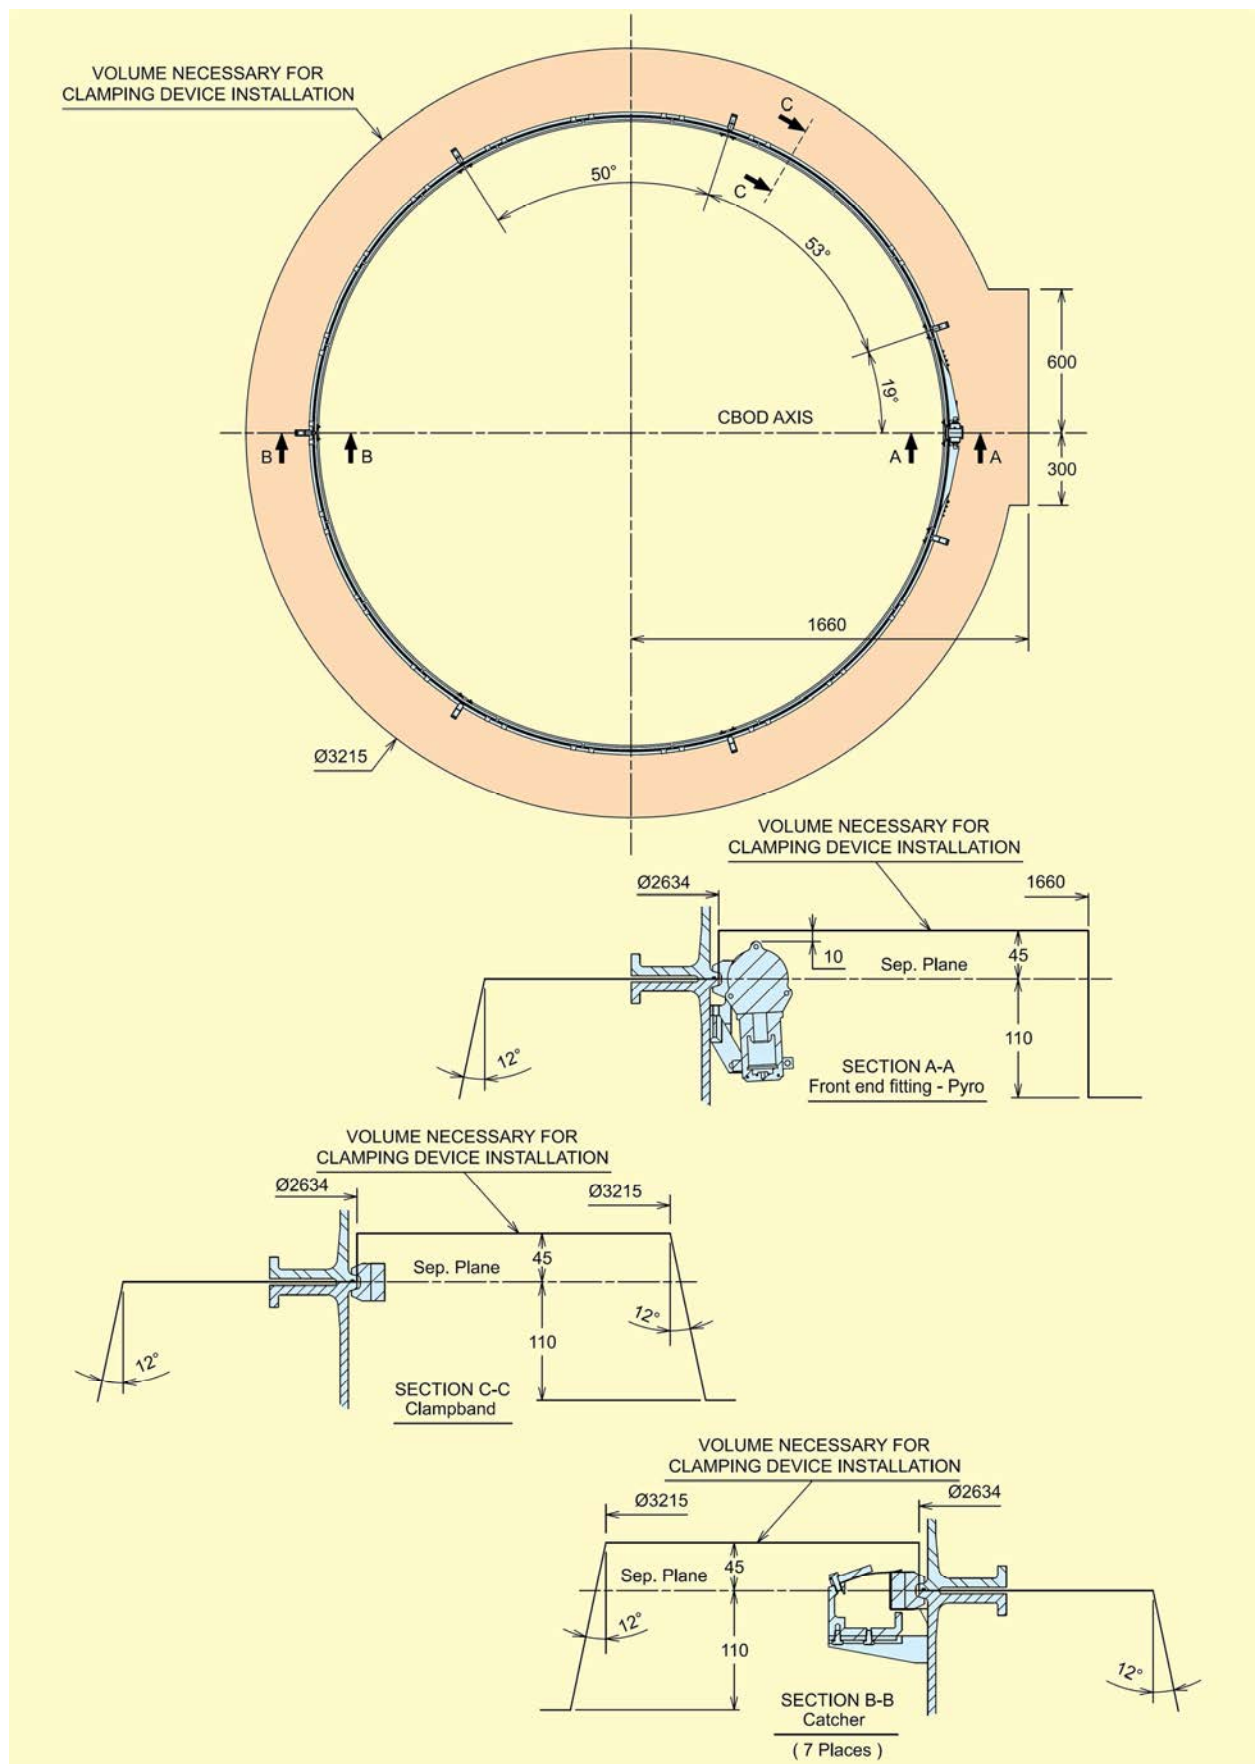 VOLUME NECESSARY FOR
CLAMPING DEVICE INSTALLATION
C
C
50°
53°
19°
600
300
CBOD AXIS
B
B
A
A
1660
Ø3215
VOLUME NECESSARY FOR
CLAMPING DEVICE INSTALLATION
Ø2634
1660
10
45
Sep. Plane
110
12°
SECTION A-A
Front end fitting - Pyro
VOLUME NECESSARY FOR
CLAMPING DEVICE INSTALLATION
Ø2634
Ø3215
45
Sep. Plane
12°
110
12°
SECTION C-C
Clampband
VOLUME NECESSARY FOR
CLAMPING DEVICE INSTALLATION
Ø3215
Ø2634
45
Sep. Plane
12°
110
12°
SECTION B-B
Catcher
( 7 Places )